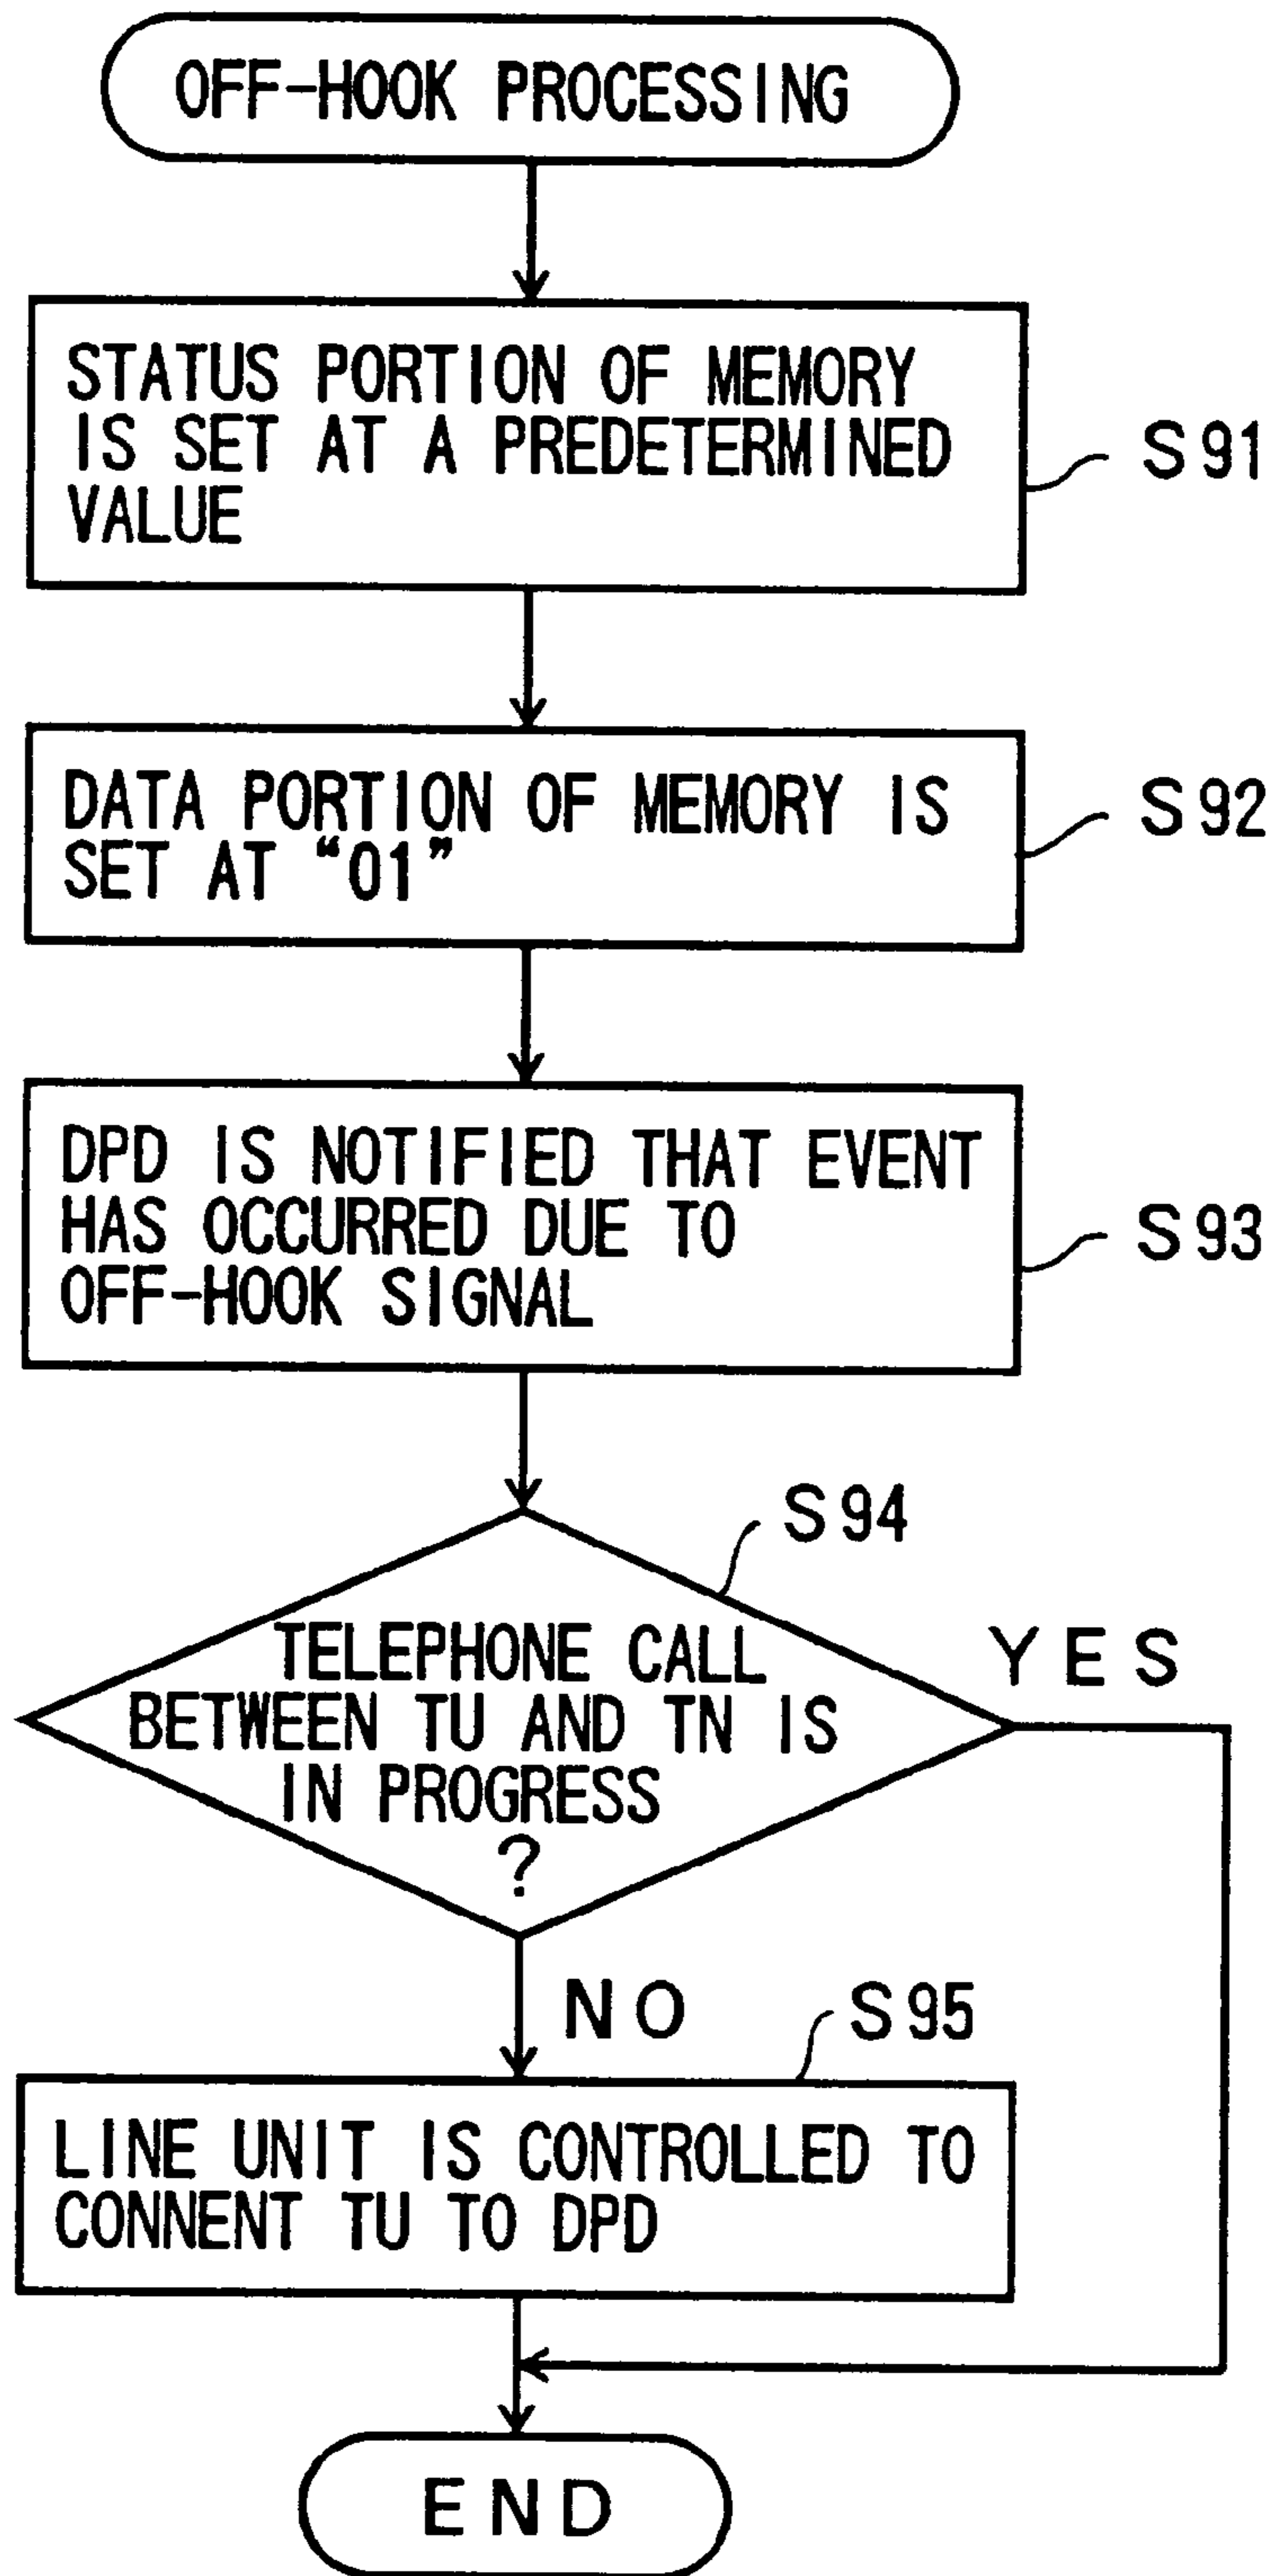 OFF-HOOK PROCESSING
STATUS PORTION OF MEMORY
IS SET AT A PREDETERMINED
VALUE
S91
DATA PORTION OF MEMORY IS
SET AT “01”
S92
DPD IS NOTIFIED THAT EVENT
HAS OCCURRED DUE TO
OFF-HOOK SIGNAL
S93
S94
TELEPHONE CALL
BETWEEN TU AND TN IS
IN PROGRESS
?
YES
NO
S95
LINE UNIT IS CONTROLLED TO
CONNENT TU TO DPD
END